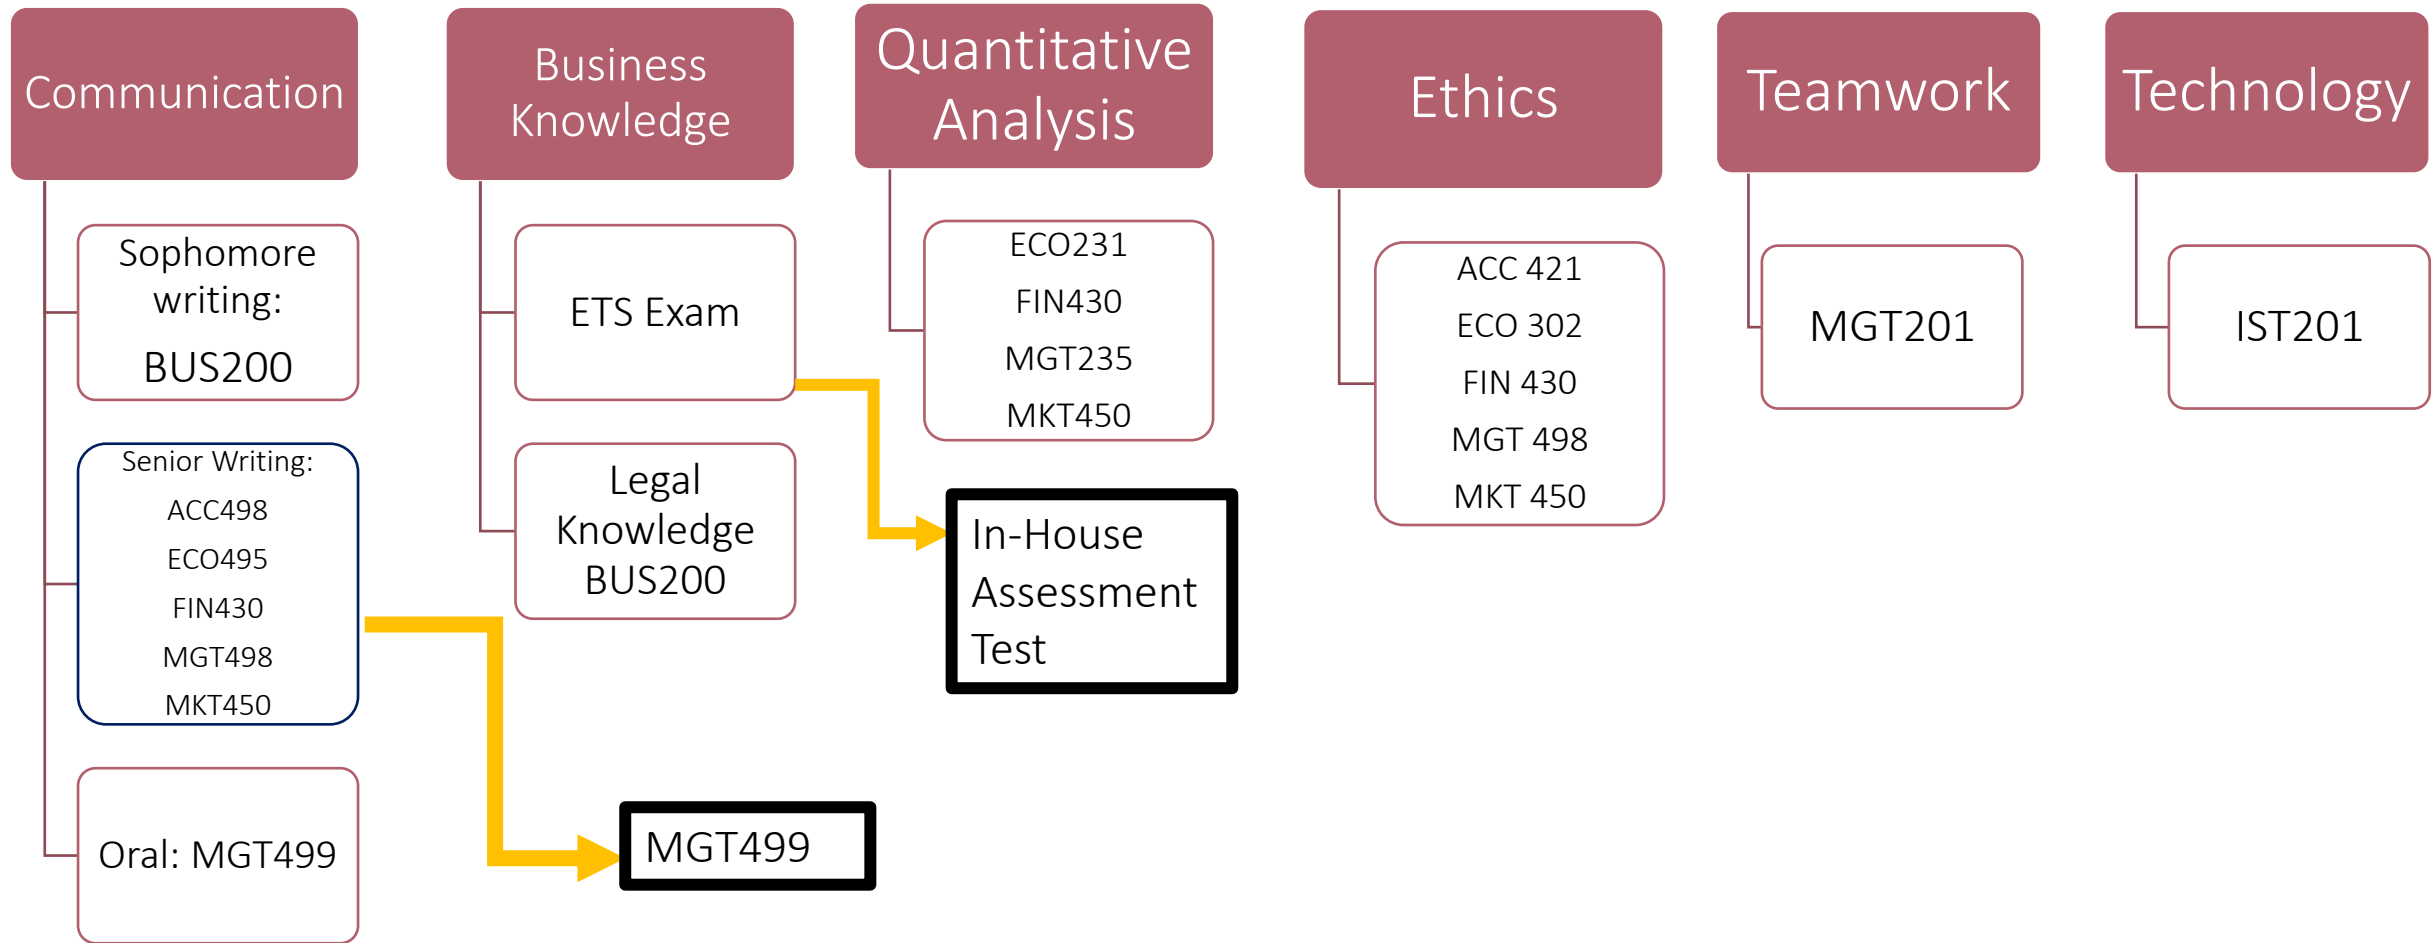 Communication
Sophomore
writing:
BUS200
Senior Writing:
ACC498
ECO495
FIN430
MGT498
MKT450
Oral: MGT499
Business
Knowledge
ETS Exam
Legal
Knowledge
BUS200
Quantitative
Analysis
ECO231
FIN430
MGT235
MKT450
In-House
Assessment
Test
MGT499
Ethics
ACC 421
ECO 302
FIN 430
MGT 498
MKT 450
Teamwork
MGT201
Technology
IST201